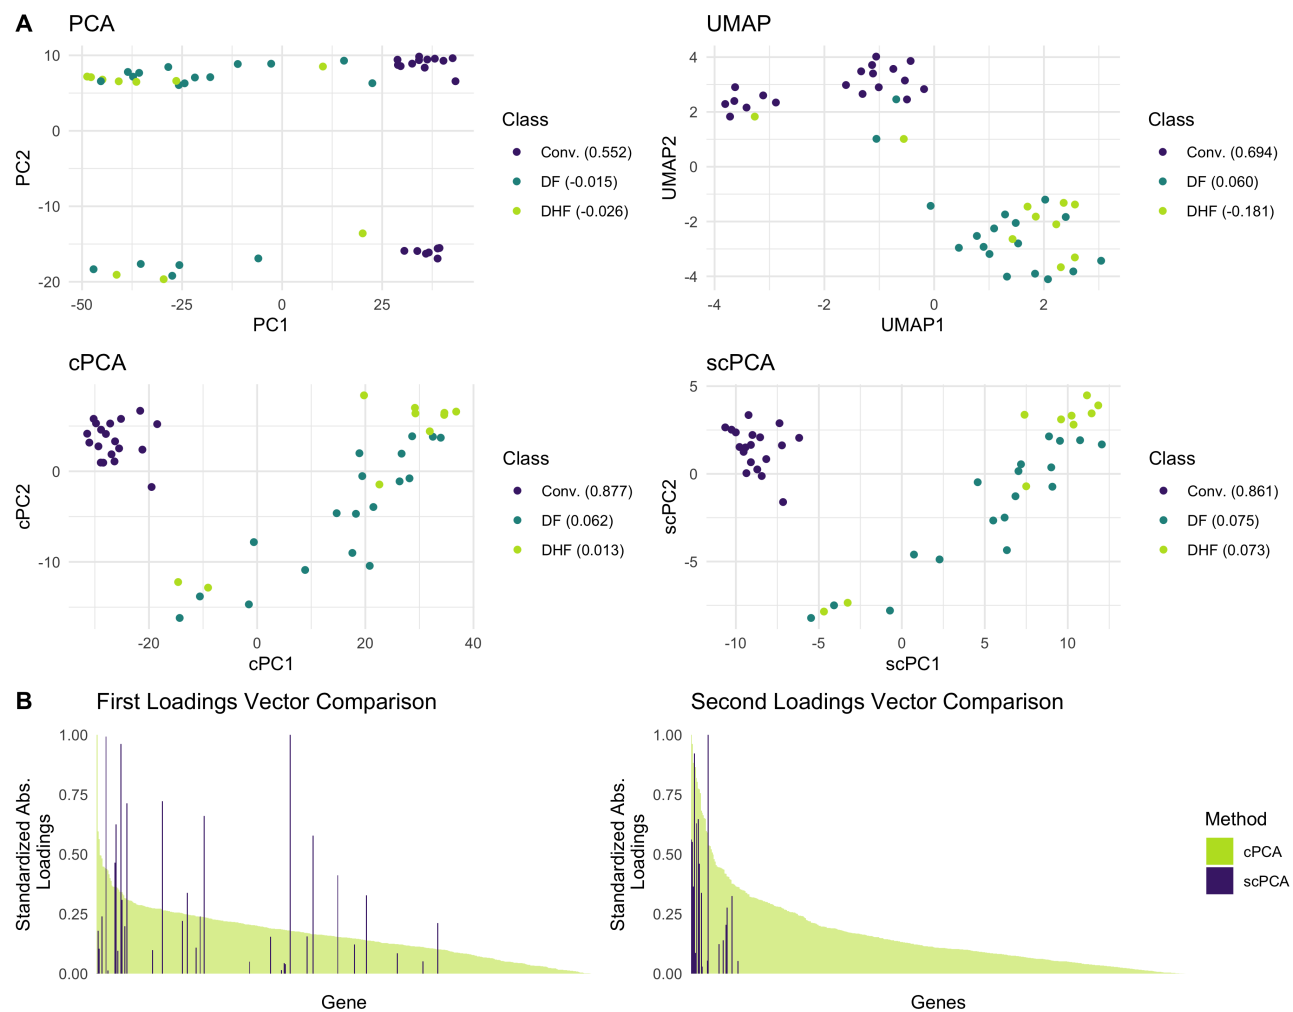 A
PCA
10
0
-10
-20
PC2
-50
-25
0
25
PC1
Class
Conv. (0.552)
DF (-0.015)
DHF (-0.026)
UMAP
4
2
0
-2
-4
UMAP2
-4
-2
0
2
UMAP1
Class
Conv. (0.694)
DF (0.060)
DHF (-0.181)
cPCA
0
-10
cPC2
-20
0
20
40
cPC1
Class
Conv. (0.877)
DF (0.062)
DHF (0.013)
scPCA
5
0
-5
scPC2
-10
-5
0
5
10
scPC1
Class
Conv. (0.861)
DF (0.075)
DHF (0.073)
B
First Loadings Vector Comparison
1.00
0.75
0.50
0.25
0.00
Standardized Abs.
Loadings
Gene
Second Loadings Vector Comparison
1.00
0.75
0.50
0.25
0.00
Standardized Abs.
Loadings
Genes
Method
cPCA
scPCA